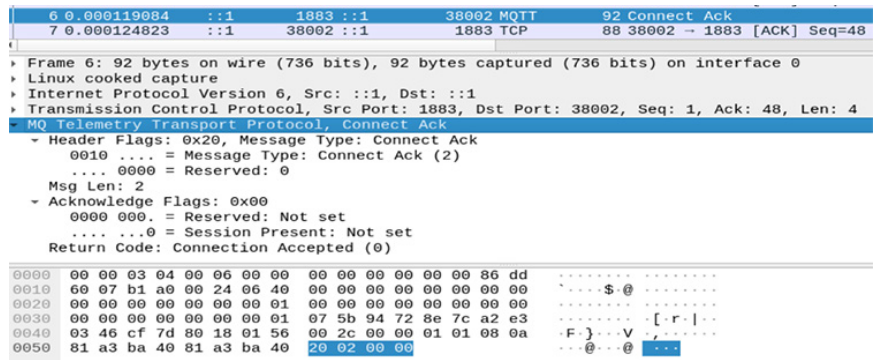 6 0.000119084 ::1 1883 ::1 38002 MQTT 92 Connect Ack
7 0.000124823 ::1 38002 ::1 1883 TCP 88 38002 → 1883 [ACK] Seq=48
Frame 6: 92 bytes on wire (736 bits), 92 bytes captured (736 bits) on interface 0
Linux cooked capture
Internet Protocol Version 6, Src: ::1, Dst: ::1
Transmission Control Protocol, Src Port: 1883, Dst Port: 38002, Seq: 1, Ack: 48, Len: 4
MQ Telemetry Transport Protocol, Connect Ack
Header Flags: 0x20, Message Type: Connect Ack
0010 .... = Message Type: Connect Ack (2)
.... 0000 = Reserved: 0
Msg Len: 2
Acknowledge Flags: 0x00
0000 000. = Reserved: Not set
.... ...0 = Session Present: Not set
Return Code: Connection Accepted (0)
0000 00 00 03 04 00 06 00 00 00 00 00 00 00 00 86 dd ········ ········
0010 60 07 b1 a0 00 24 06 40 00 00 00 00 00 00 00 00 `····$·@ ········
0020 00 00 00 00 00 00 00 01 00 00 00 00 00 00 00 00 ········ ········
0030 00 00 00 00 00 00 00 01 07 5b 94 72 8e 7c a2 e3 ········ ·[·r·|··
0040 03 46 cf 7d 80 18 01 56 00 2c 00 00 01 01 08 0a ·F·}···V ·,······
0050 81 a3 ba 40 81 a3 ba 40 20 02 00 00 ···@···@ ···